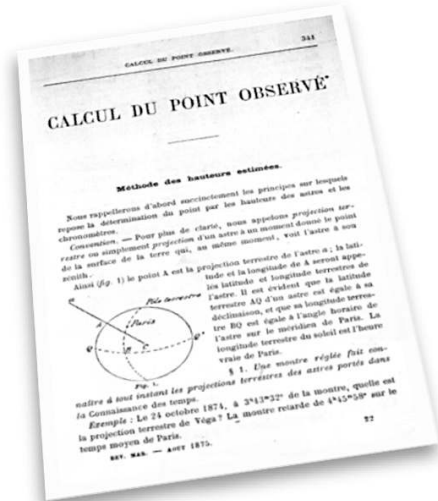 CALCUL DU POINT OBSERVÉ. 341
CALCUL DU POINT OBSERVÉ
Méthode des hauteurs estimées.
Nous rappellerons d'abord succinctement les principes sur lesquels
repose la détermination du point par les hauteurs des astres et les
chronomètres.
Convention. — Pour plus de clarté, nous appelons projection ter-
restre ou simplement projection d'un astre à un moment donné le point
de la surface de la terre qui, au même moment, voit l'astre à son
zénith.
Ainsi (fig. 1) le point A est la projection terrestre de l'astre a ; la lati-
tude et la longitude de A seront appe-
lés latitude et longitude terrestres de
l'astre. Il est évident que la latitude
terrestre AQ d'un astre est égale à sa
déclinaison, et que sa longitude terres-
tre BQ est égale à l'angle horaire de
l'astre sur le méridien de Paris. La
longitude terrestre du soleil est l'heure
vraie de Paris.
a
Pôle terrestre
A
Paris
Q B C Q'
Fig. 1.
§ 1. Une montre réglée fait con-
naître à tout instant les projections terrestres des astres portés dans
la Connaissance des temps.
Exemple : Le 24 octobre 1874, à 3h43m32s de la montre, quelle est
la projection terrestre de Véga ? La montre retarde de 4h45m58s sur le
temps moyen de Paris.
REV. MAR. — AOUT 1875. 22